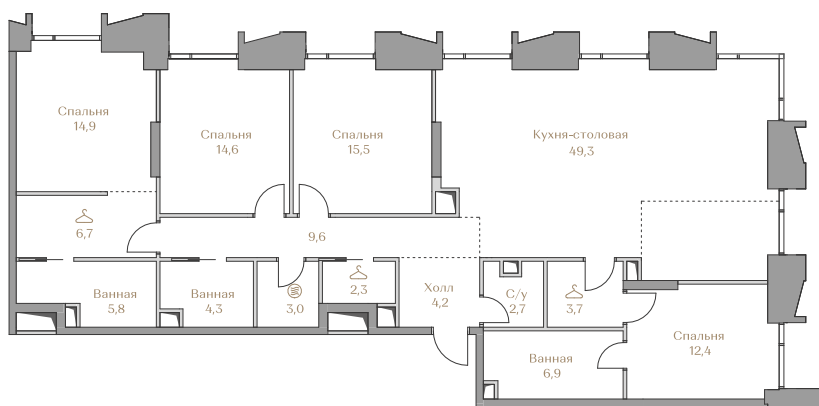 Спальня
14,9
Спальня
14,6
Спальня
15,5
Кухня-столовая
49,3
6,7
9,6
Ванная
5,8
Ванная
4,3
3,0
2,3
Холл
4,2
С/у
2,7
3,7
Спальня
12,4
Ванная
6,9